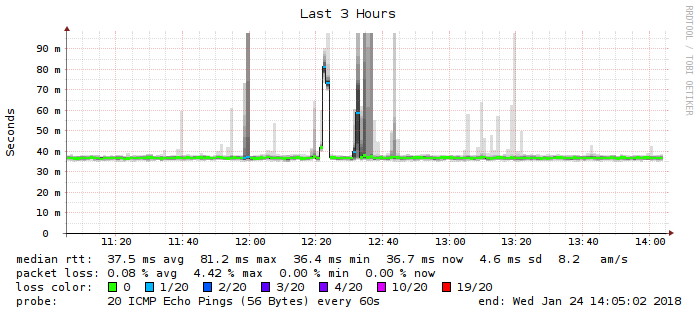 Last 3 Hours
RRDTOOL / TOBI OETIKER
Seconds
90 m
80 m
70 m
60 m
50 m
40 m
30 m
20 m
10 m
0
11:20 11:40 12:00 12:20 12:40 13:00 13:20 13:40 14:00
median rtt: 37.5 ms avg 81.2 ms max 36.4 ms min 36.7 ms now 4.6 ms sd 8.2 am/s
packet loss: 0.08 % avg 4.42 % max 0.00 % min 0.00 % now
loss color: 0 1/20 2/20 3/20 4/20 10/20 19/20
probe: 20 ICMP Echo Pings (56 Bytes) every 60s end: Wed Jan 24 14:05:02 2018